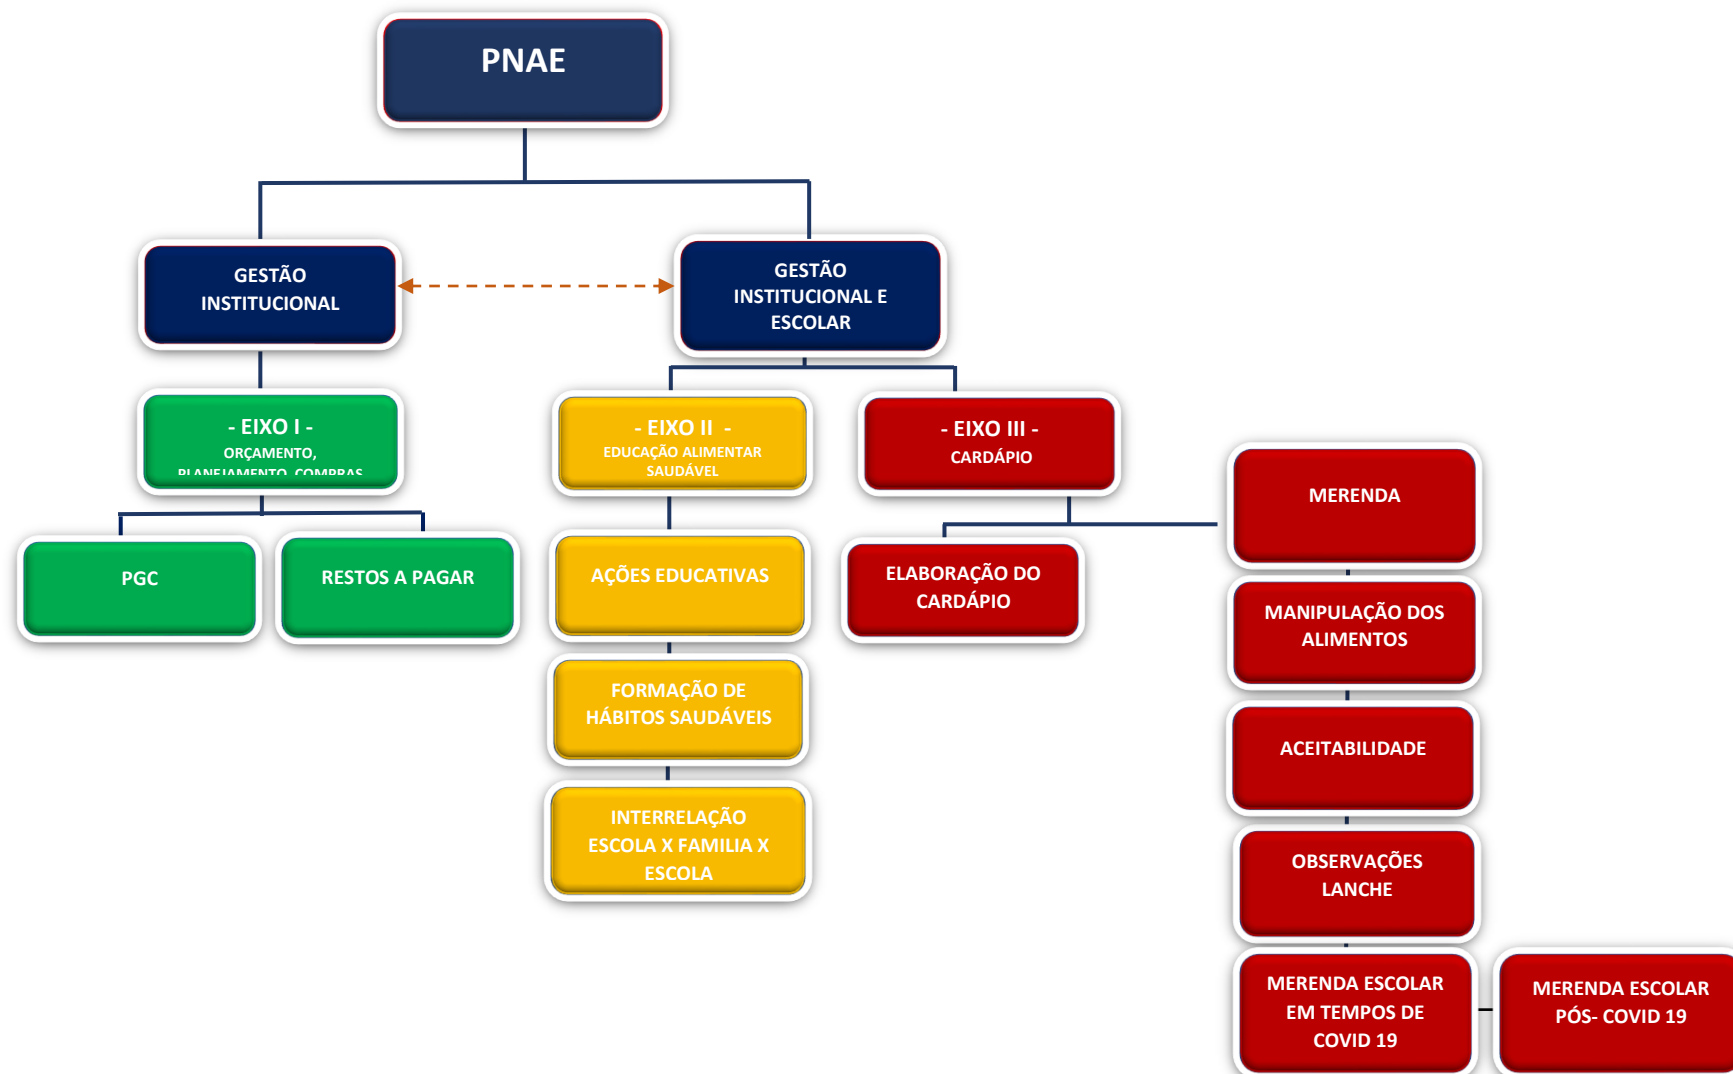 PNAE
GESTÃO
INSTITUCIONAL
GESTÃO
INSTITUCIONAL E
ESCOLAR
- EIXO I -
ORÇAMENTO,
PLANEJAMENTO, COMPRAS
- EIXO II -
EDUCAÇÃO ALIMENTAR
SAUDÁVEL
- EIXO III -
CARDÁPIO
PGC
RESTOS A PAGAR
AÇÕES EDUCATIVAS
FORMAÇÃO DE
HÁBITOS SAUDÁVEIS
INTERRELAÇÃO
ESCOLA X FAMILIA X
ESCOLA
ELABORAÇÃO DO
CARDÁPIO
MERENDA
MANIPULAÇÃO DOS
ALIMENTOS
ACEITABILIDADE
OBSERVAÇÕES
LANCHE
MERENDA ESCOLAR
EM TEMPOS DE
COVID 19
MERENDA ESCOLAR
PÓS- COVID 19